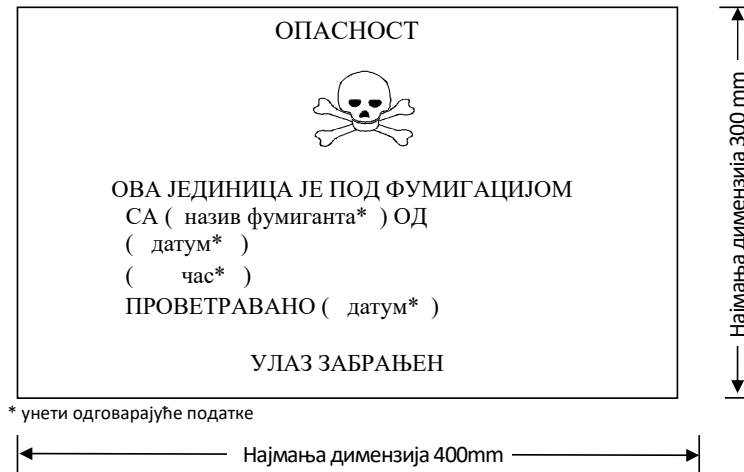 ОПАСНОСТ
ОВА ЈЕДИНИЦА ЈЕ ПОД ФУМИГАЦИЈОМ
СА ( назив фумиганта* ) ОД
( датум* )
( час* )
ПРОВЕТРАВАНО ( датум* )
УЛАЗ ЗАБРАЊЕН
* унети одговарајуће податке
Најмања димензија 400mm
Најмања димензија 300 mm